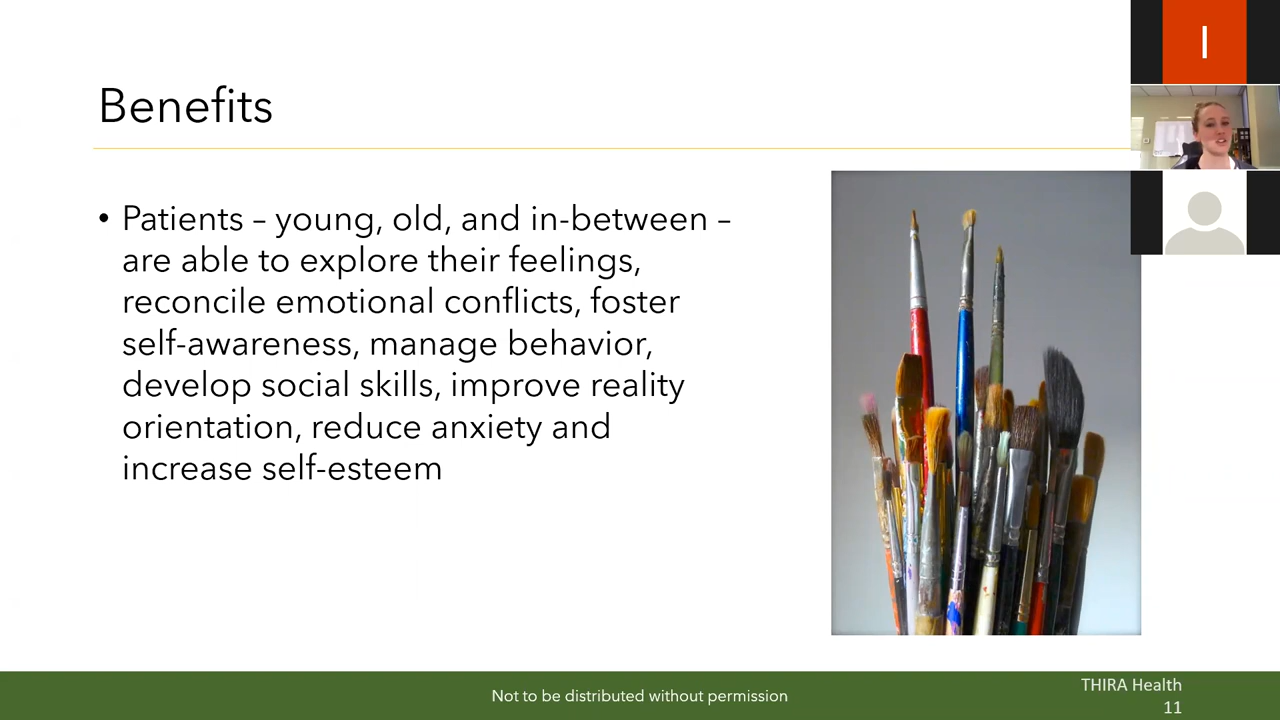 I
Benefits
• Patients – young, old, and in-between –
are able to explore their feelings,
reconcile emotional conflicts, foster
self-awareness, manage behavior,
develop social skills, improve reality
orientation, reduce anxiety and
increase self-esteem
Not to be distributed without permission
THIRA Health
11